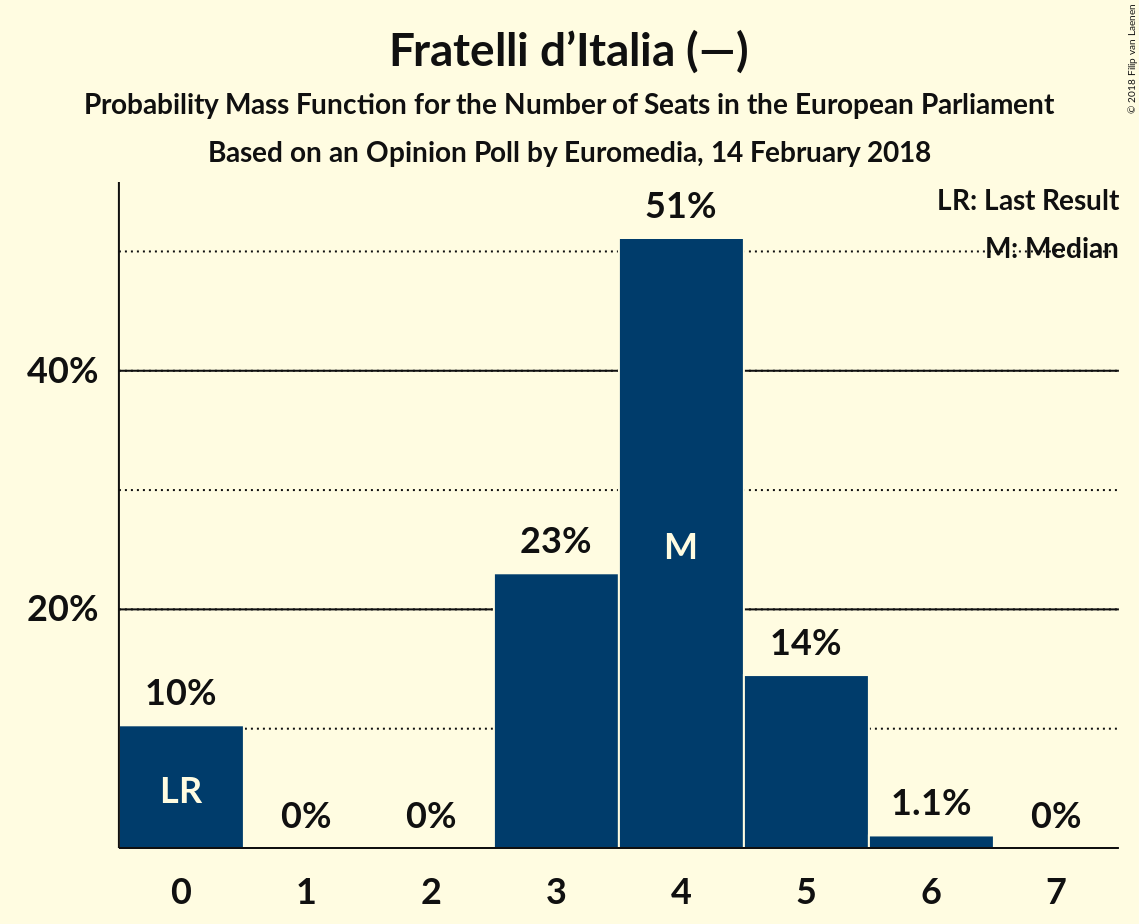 Fratelli d’Italia (—)
Probability Mass Function for the Number of Seats in the European Parliament
Based on an Opinion Poll by Euromedia, 14 February 2018
© 2018 Filip van Laenen
LR: Last Result
M: Median
51%
40%
23%
M
20%
14%
10%
LR
0%
0%
1.1%
0%
0 1 2 3 4 5 6 7